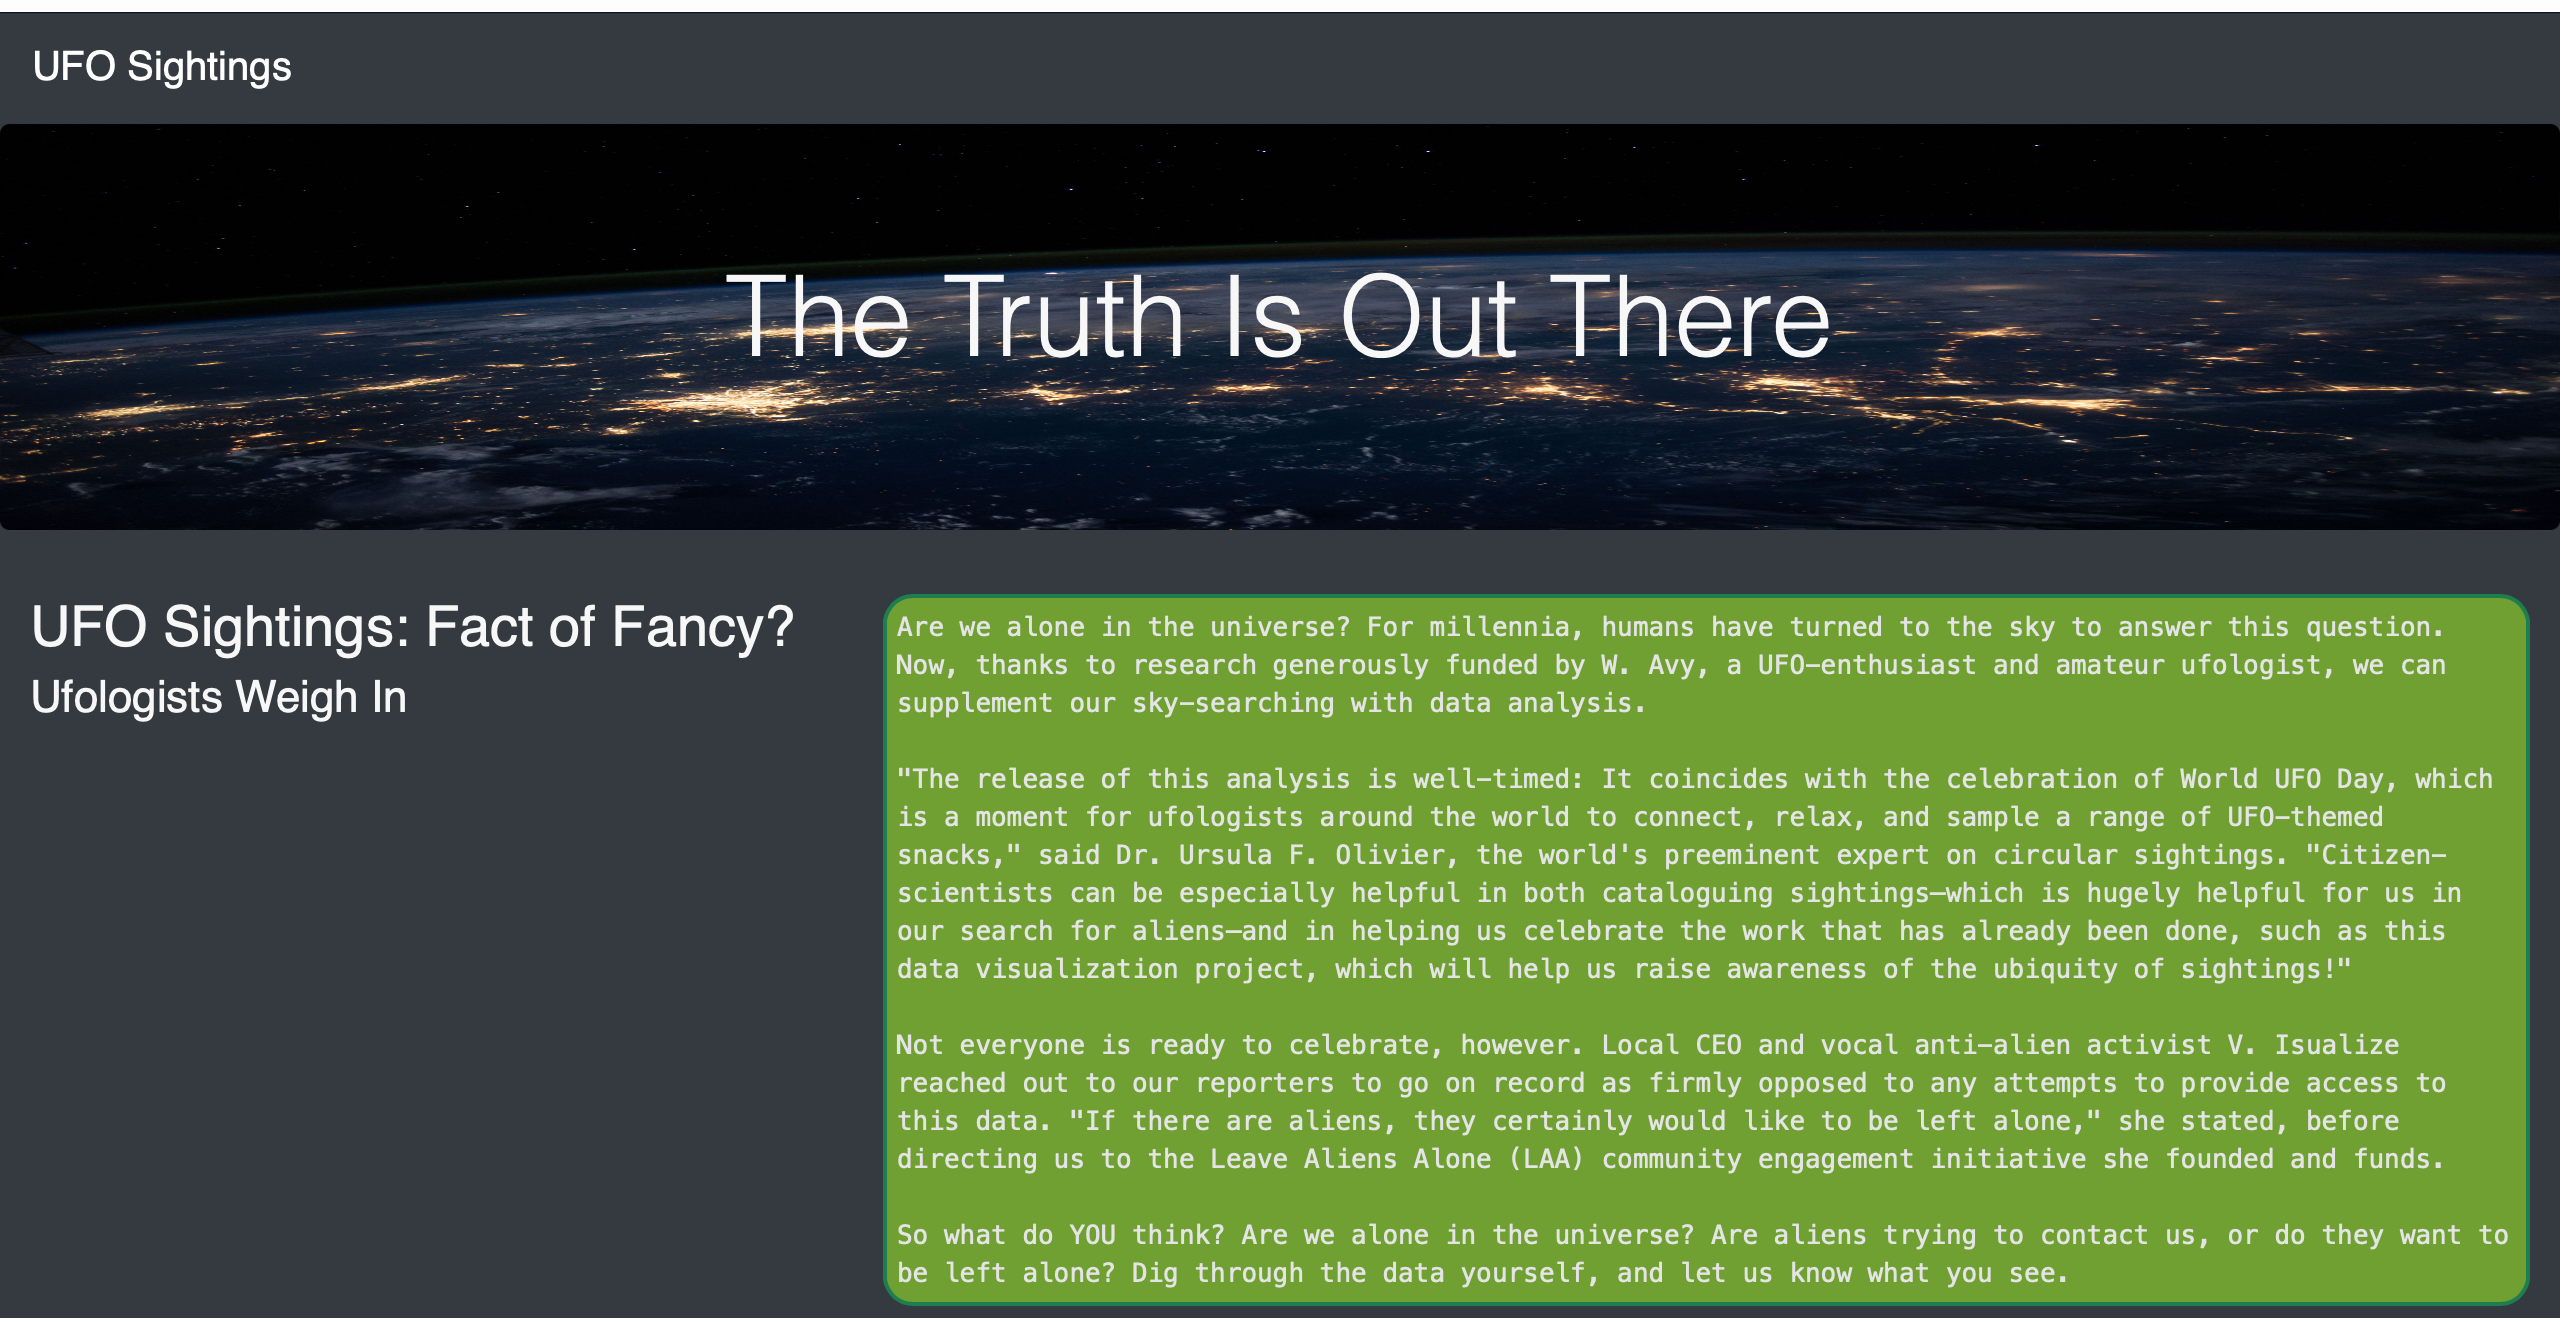 UFO Sightings
The Truth Is Out There
UFO Sightings: Fact of Fancy?
Ufologists Weigh In
Are we alone in the universe? For millennia, humans have turned to the sky to answer this question.
Now, thanks to research generously funded by W. Avy, a UFO-enthusiast and amateur ufologist, we can
supplement our sky-searching with data analysis.
"The release of this analysis is well-timed: It coincides with the celebration of World UFO Day, which
is a moment for ufologists around the world to connect, relax, and sample a range of UFO-themed
snacks," said Dr. Ursula F. Olivier, the world's preeminent expert on circular sightings. "Citizen-
scientists can be especially helpful in both cataloguing sightings—which is hugely helpful for us in
our search for aliens—and in helping us celebrate the work that has already been done, such as this
data visualization project, which will help us raise awareness of the ubiquity of sightings!"
Not everyone is ready to celebrate, however. Local CEO and vocal anti-alien activist V. Isualize
reached out to our reporters to go on record as firmly opposed to any attempts to provide access to
this data. "If there are aliens, they certainly would like to be left alone," she stated, before
directing us to the Leave Aliens Alone (LAA) community engagement initiative she founded and funds.
So what do YOU think? Are we alone in the universe? Are aliens trying to contact us, or do they want to
be left alone? Dig through the data yourself, and let us know what you see.